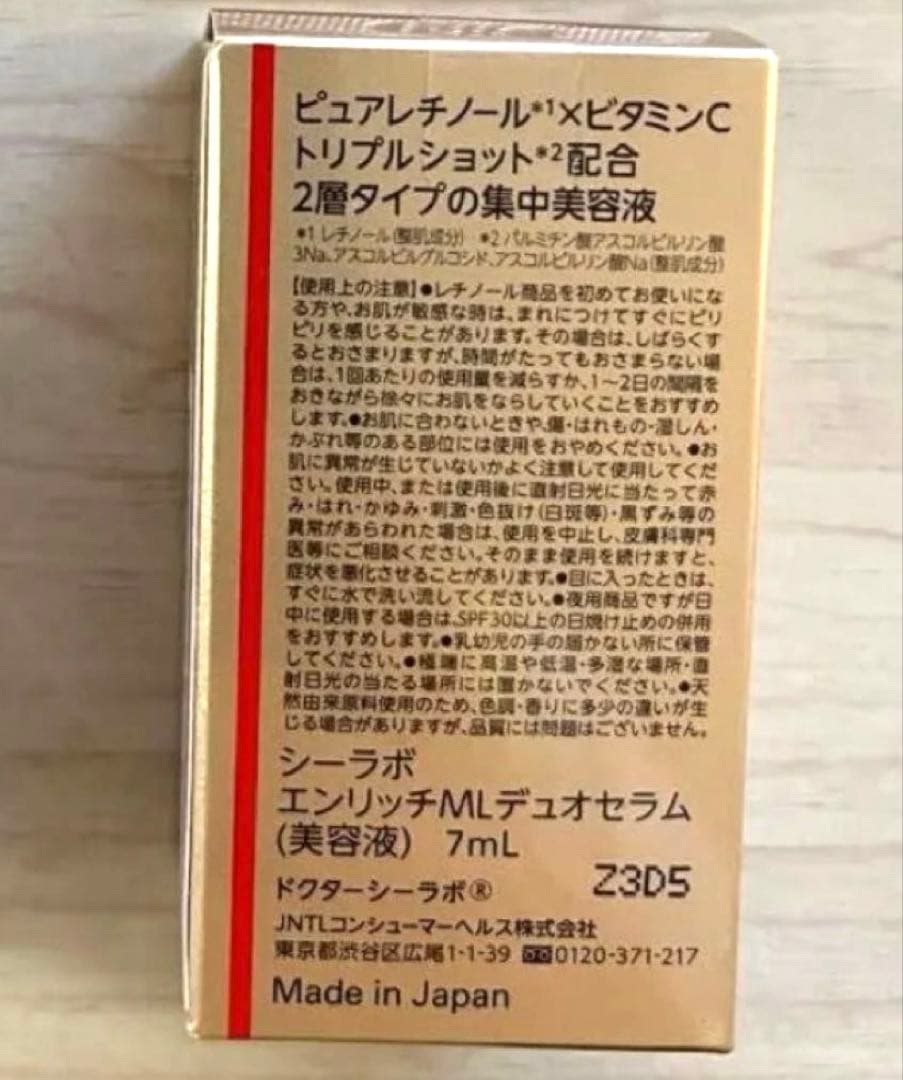 ピュアレチノール*1×ビタミンC
トリプルショット*2配合
2層タイプの集中美容液
*1 レチノール(整肌成分) *2 パルミチン酸アスコルビルリン酸
3Na、アスコルビルグルコシド、アスコルビルリン酸Na(整肌成分)
【使用上の注意】●レチノール商品を初めてお使いにな
る方や、お肌が敏感な時は、まれにつけてすぐにピリ
ピリを感じることがあります。その場合は、しばらくす
るとおさまりますが、時間がたってもおさまらない場
合は、1回あたりの使用量を減らすか、1～2日の間隔を
おきながら徐々にお肌をならしていくことをおすすめ
します。●お肌に合わないときや、傷・はれもの・湿しん・
かぶれ等のある部位には使用をおやめください。●お
肌に異常が生じていないかよく注意して使用してくだ
さい。使用中、または使用後に直射日光に当たって赤
み・はれ・かゆみ・刺激・色抜け(白斑等)・黒ずみ等の
異常があらわれた場合は、使用を中止し、皮膚科専門
医等にご相談ください。そのまま使用を続けますと、
症状を悪化させることがあります。●目に入ったときは、
すぐに水で洗い流してください。●夜用商品ですが日
中に使用する場合は、SPF30以上の日焼け止めの併用
をおすすめします。●乳幼児の手の届かない所に保管
してください。●極端に高温や低温・多湿な場所・直
射日光の当たる場所には置かないでください。●天
然由来原料使用のため、色調・香りに多少の違いが生
じる場合がありますが、品質には問題はございません。
シーラボ
エンリッチMLデュオセラム
(美容液) 7mL
Z3D5
ドクターシーラボ®
JNTLコンシューマーヘルス株式会社
東京都渋谷区広尾1-1-39 0120-371-217
Made in Japan